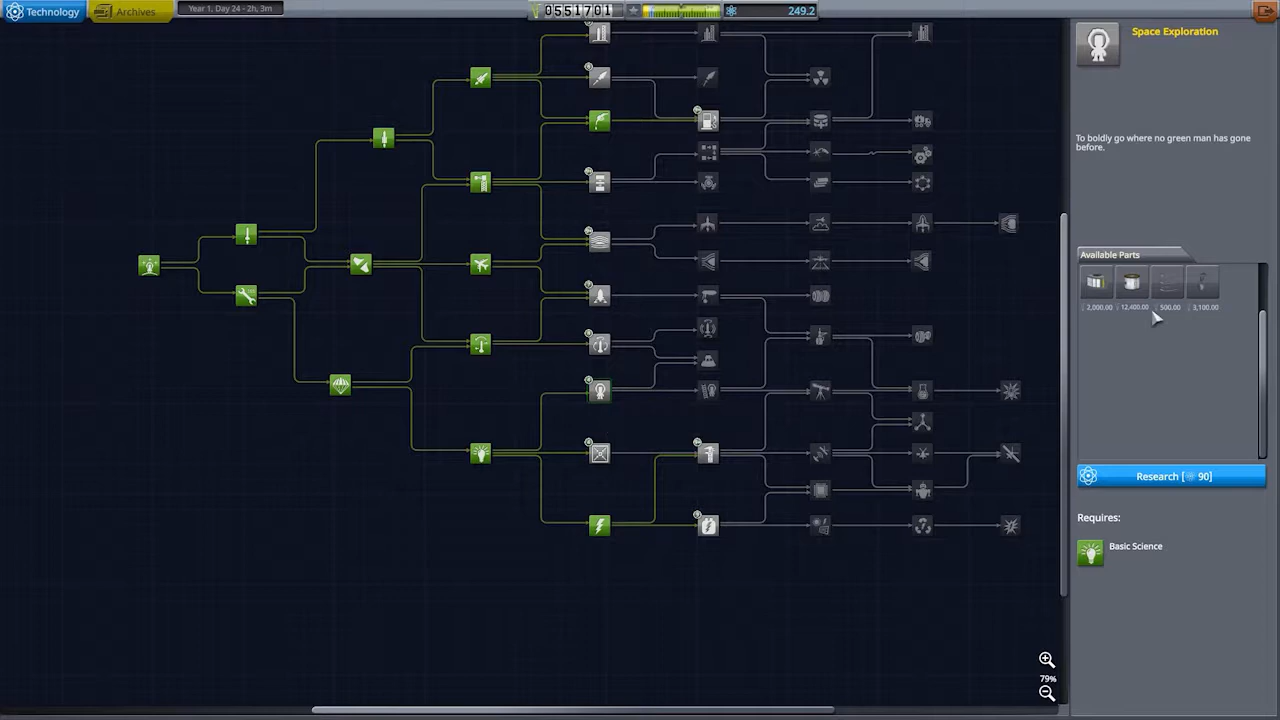 Technology
Archives
Year 1, Day 24 - 2h, 3m
0551701
249.2
Space Exploration
To boldly go where no green man has gone
before.
Available Parts
2,000.00 12,400.00 500.00 3,100.00
Research [ 90]
Requires:
Basic Science
79%